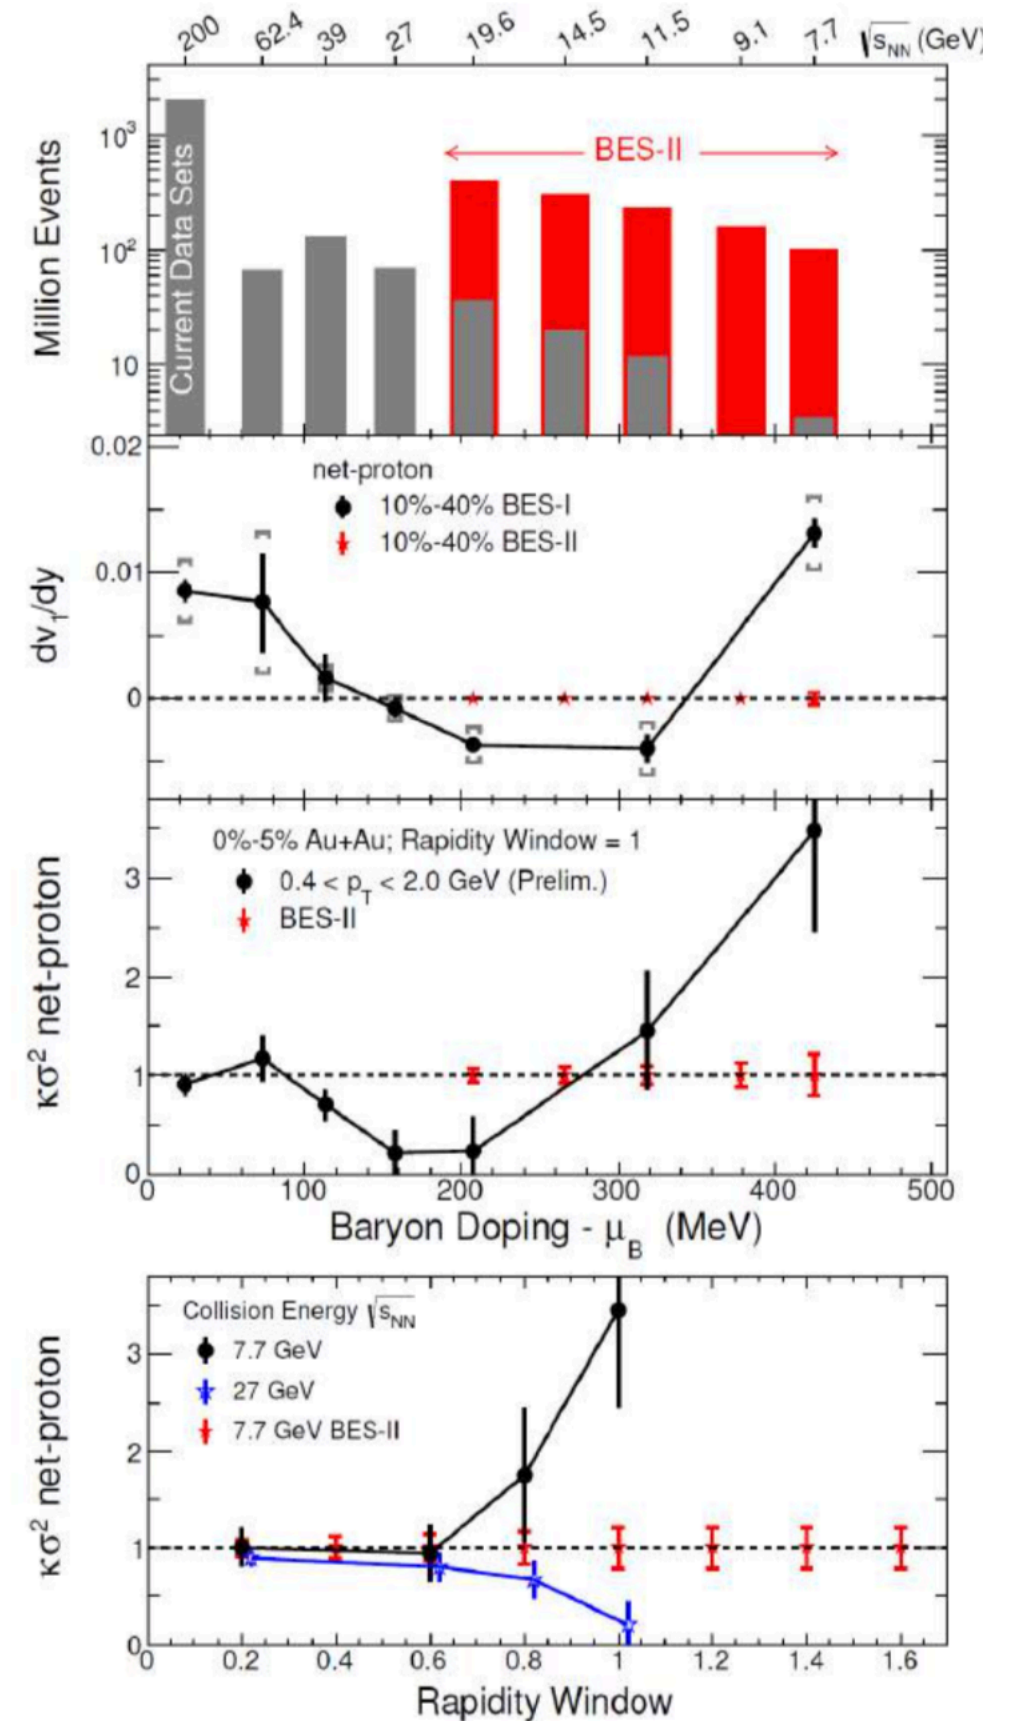 200 62.4 39 27 19.6 14.5 11.5 9.1 7.7 √sNN (GeV)
Million Events
10³
10²
10
Current Data Sets
BES-II
dv₁/dy
0.02
0.01
0
net-proton
10%-40% BES-I
10%-40% BES-II
κσ² net-proton
3
2
1
0
0%-5% Au+Au; Rapidity Window = 1
0.4 < pT < 2.0 GeV (Prelim.)
BES-II
0 100 200 300 400 500
Baryon Doping - μB (MeV)
κσ² net-proton
3
2
1
0
Collision Energy √sNN
7.7 GeV
27 GeV
7.7 GeV BES-II
0 0.2 0.4 0.6 0.8 1 1.2 1.4 1.6
Rapidity Window